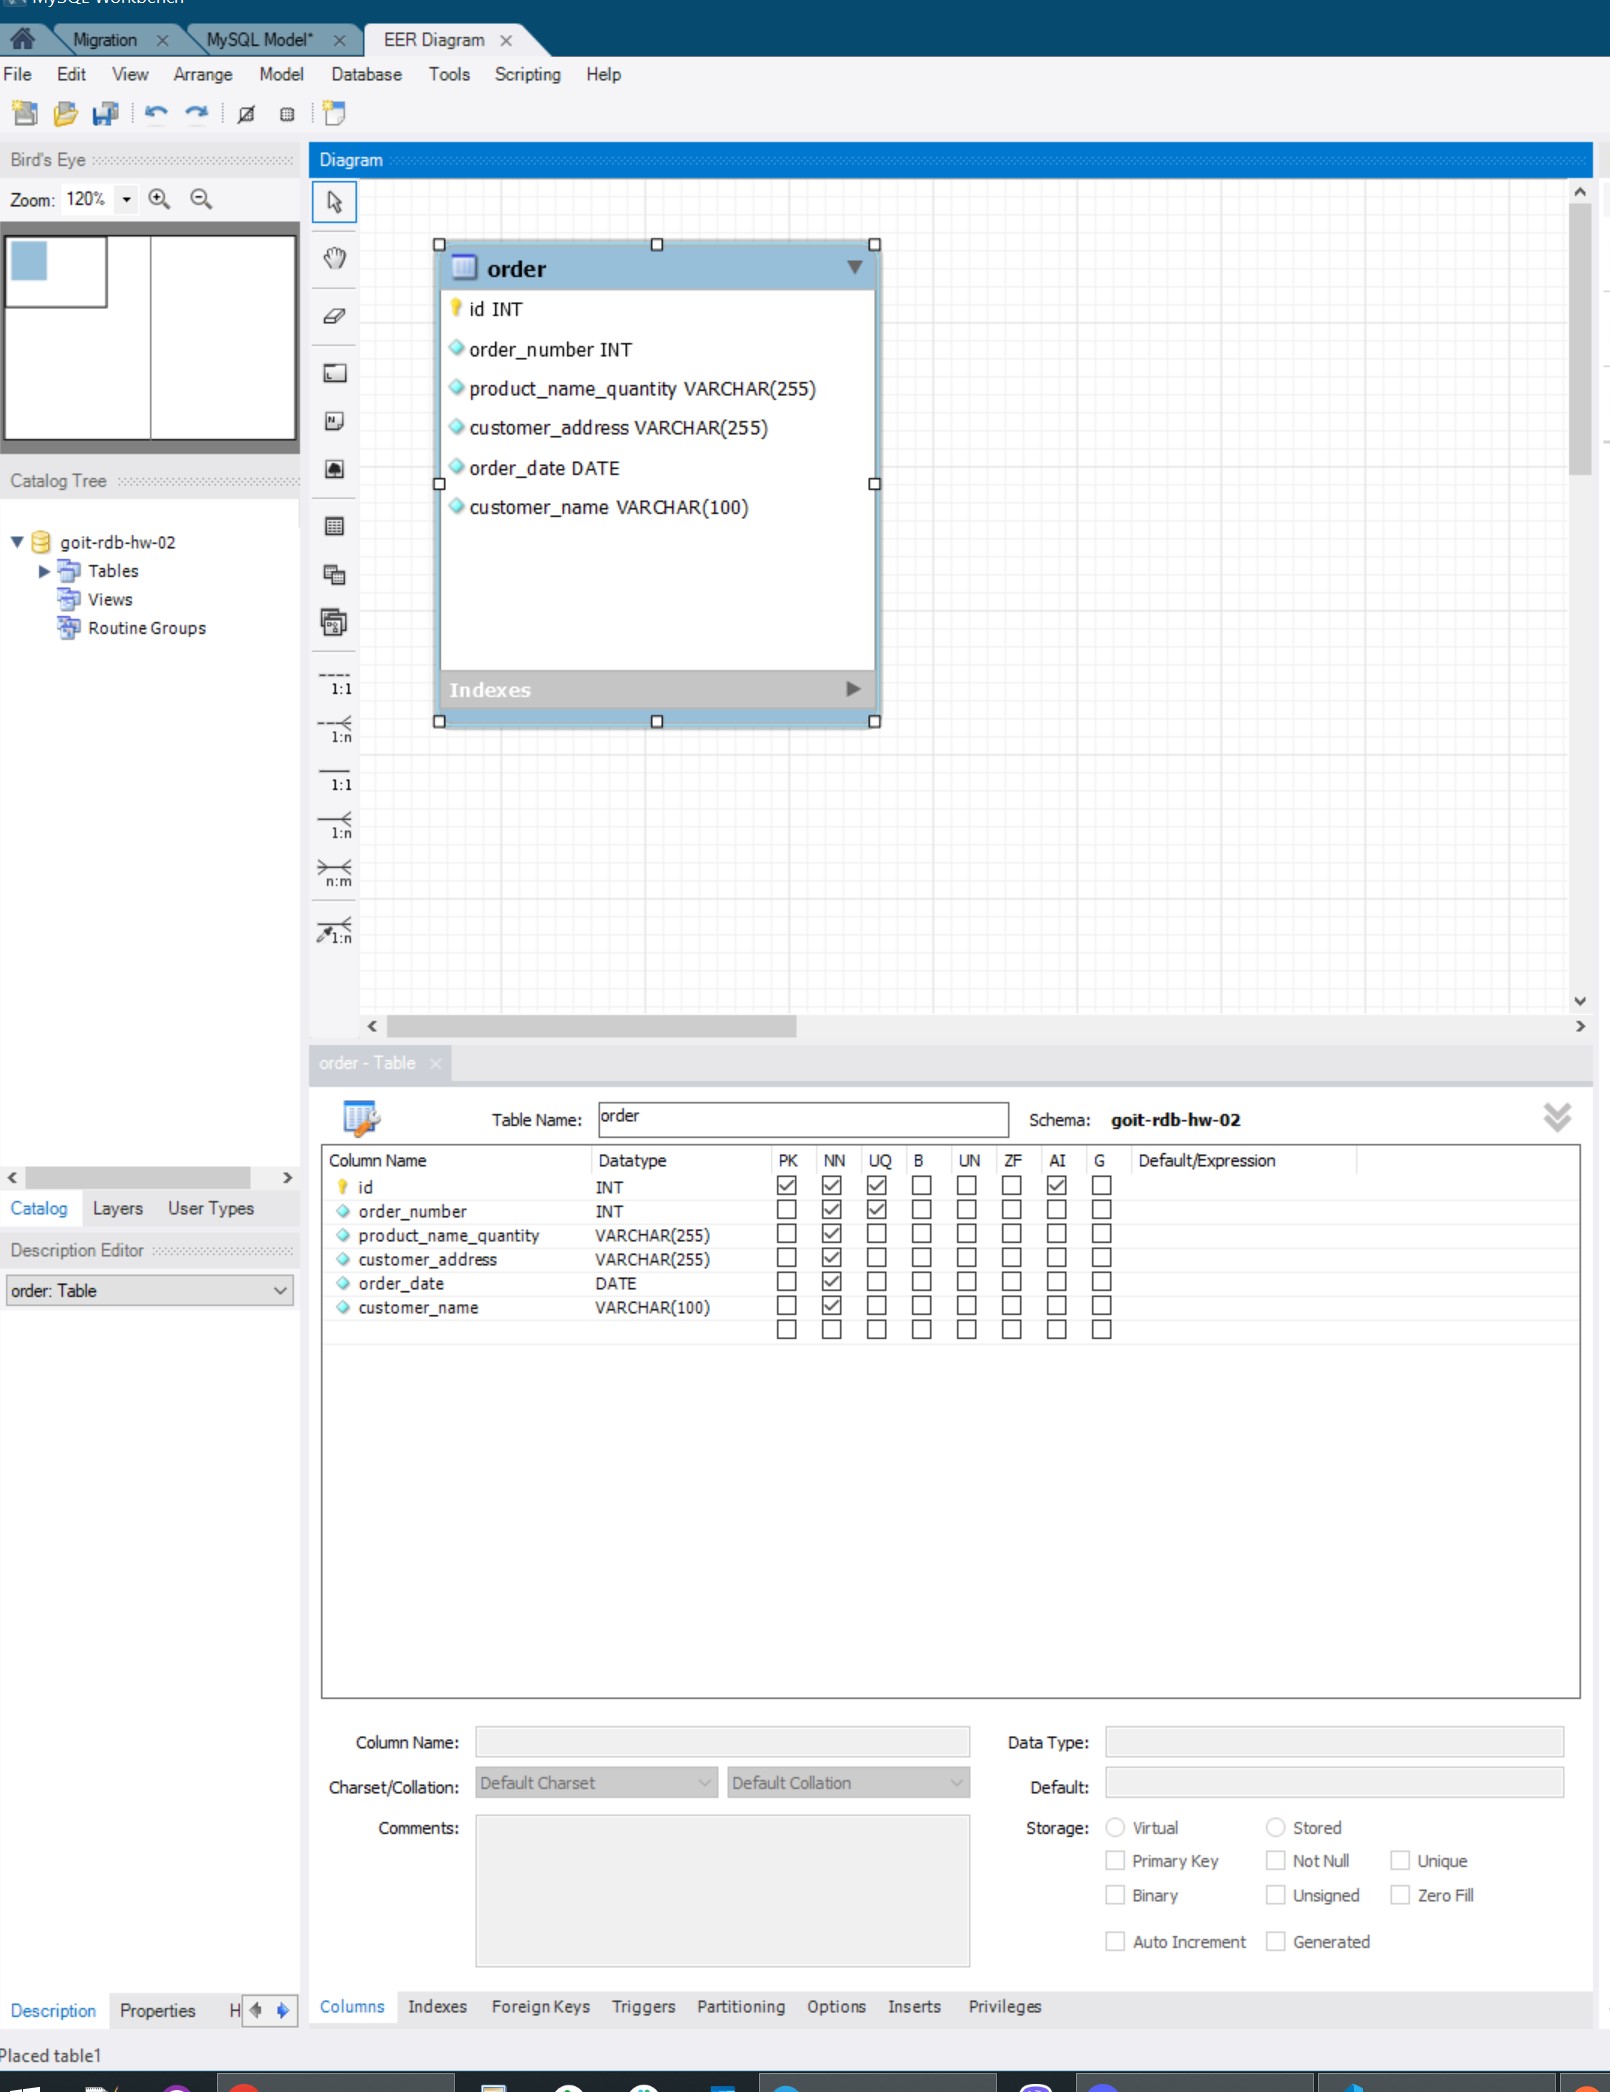 MySQL Workbench
Migration
MySQL Model*
EER Diagram
File Edit View Arrange Model Database Tools Scripting Help
Bird's Eye
Diagram
Zoom: 120%
order
id INT
order_number INT
product_name_quantity VARCHAR(255)
customer_address VARCHAR(255)
order_date DATE
customer_name VARCHAR(100)
Indexes
Catalog Tree
goit-rdb-hw-02
Tables
Views
Routine Groups
1:1
1:n
1:1
1:n
n:m
1:n
order - Table
Table Name: order Schema: goit-rdb-hw-02
Column Name Datatype PK NN UQ B UN ZF AI G Default/Expression
id INT
order_number INT
product_name_quantity VARCHAR(255)
customer_address VARCHAR(255)
order_date DATE
customer_name VARCHAR(100)
Catalog Layers User Types
Description Editor
order: Table
Column Name: Data Type:
Charset/Collation: Default Charset Default Collation Default:
Comments: Storage: Virtual Stored
Primary Key Not Null Unique
Binary Unsigned Zero Fill
Auto Increment Generated
Description Properties H
Columns Indexes Foreign Keys Triggers Partitioning Options Inserts Privileges
Placed table1